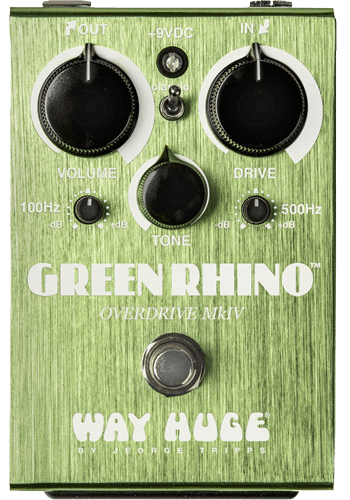 OUT +9VDC IN
VOLUME DRIVE
100Hz 500Hz
-dB +dB -dB +dB
TONE
GREEN RHINO™
OVERDRIVE MkIV
WAY HUGE®
BY JEORGE TRIPPS